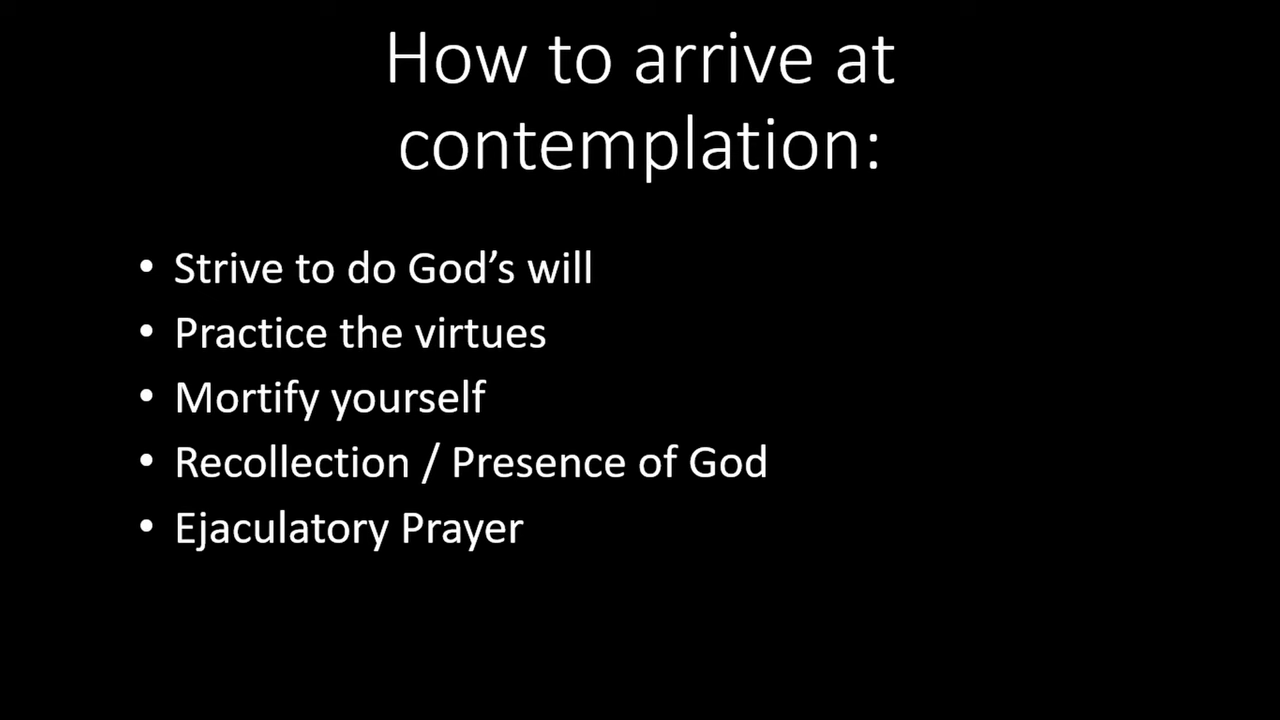 How to arrive at
contemplation:
• Strive to do God’s will
• Practice the virtues
• Mortify yourself
• Recollection / Presence of God
• Ejaculatory Prayer